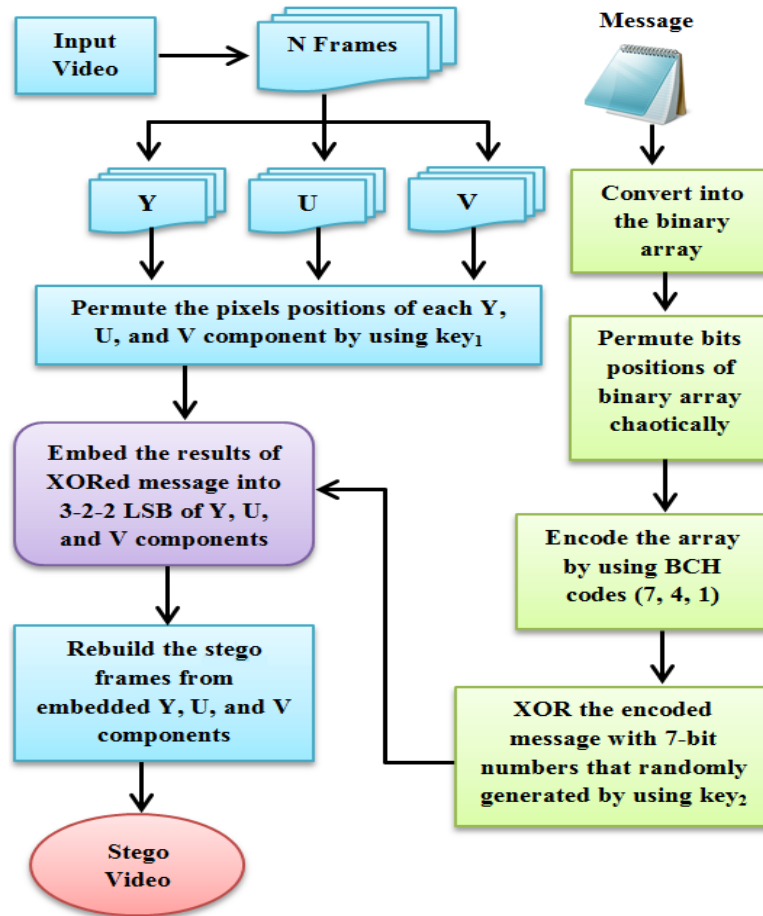 Input
Video
N Frames
Message
Y
U
V
Convert into
the binary
array
Permute the pixels positions of each Y,
U, and V component by using key₁
Permute bits
positions of
binary array
chaotically
Embed the results of
XORed message into
3-2-2 LSB of Y, U,
and V components
Encode the array
by using BCH
codes (7, 4, 1)
Rebuild the stego
frames from
embedded Y, U, and V
components
XOR the encoded
message with 7-bit
numbers that randomly
generated by using key₂
Stego
Video